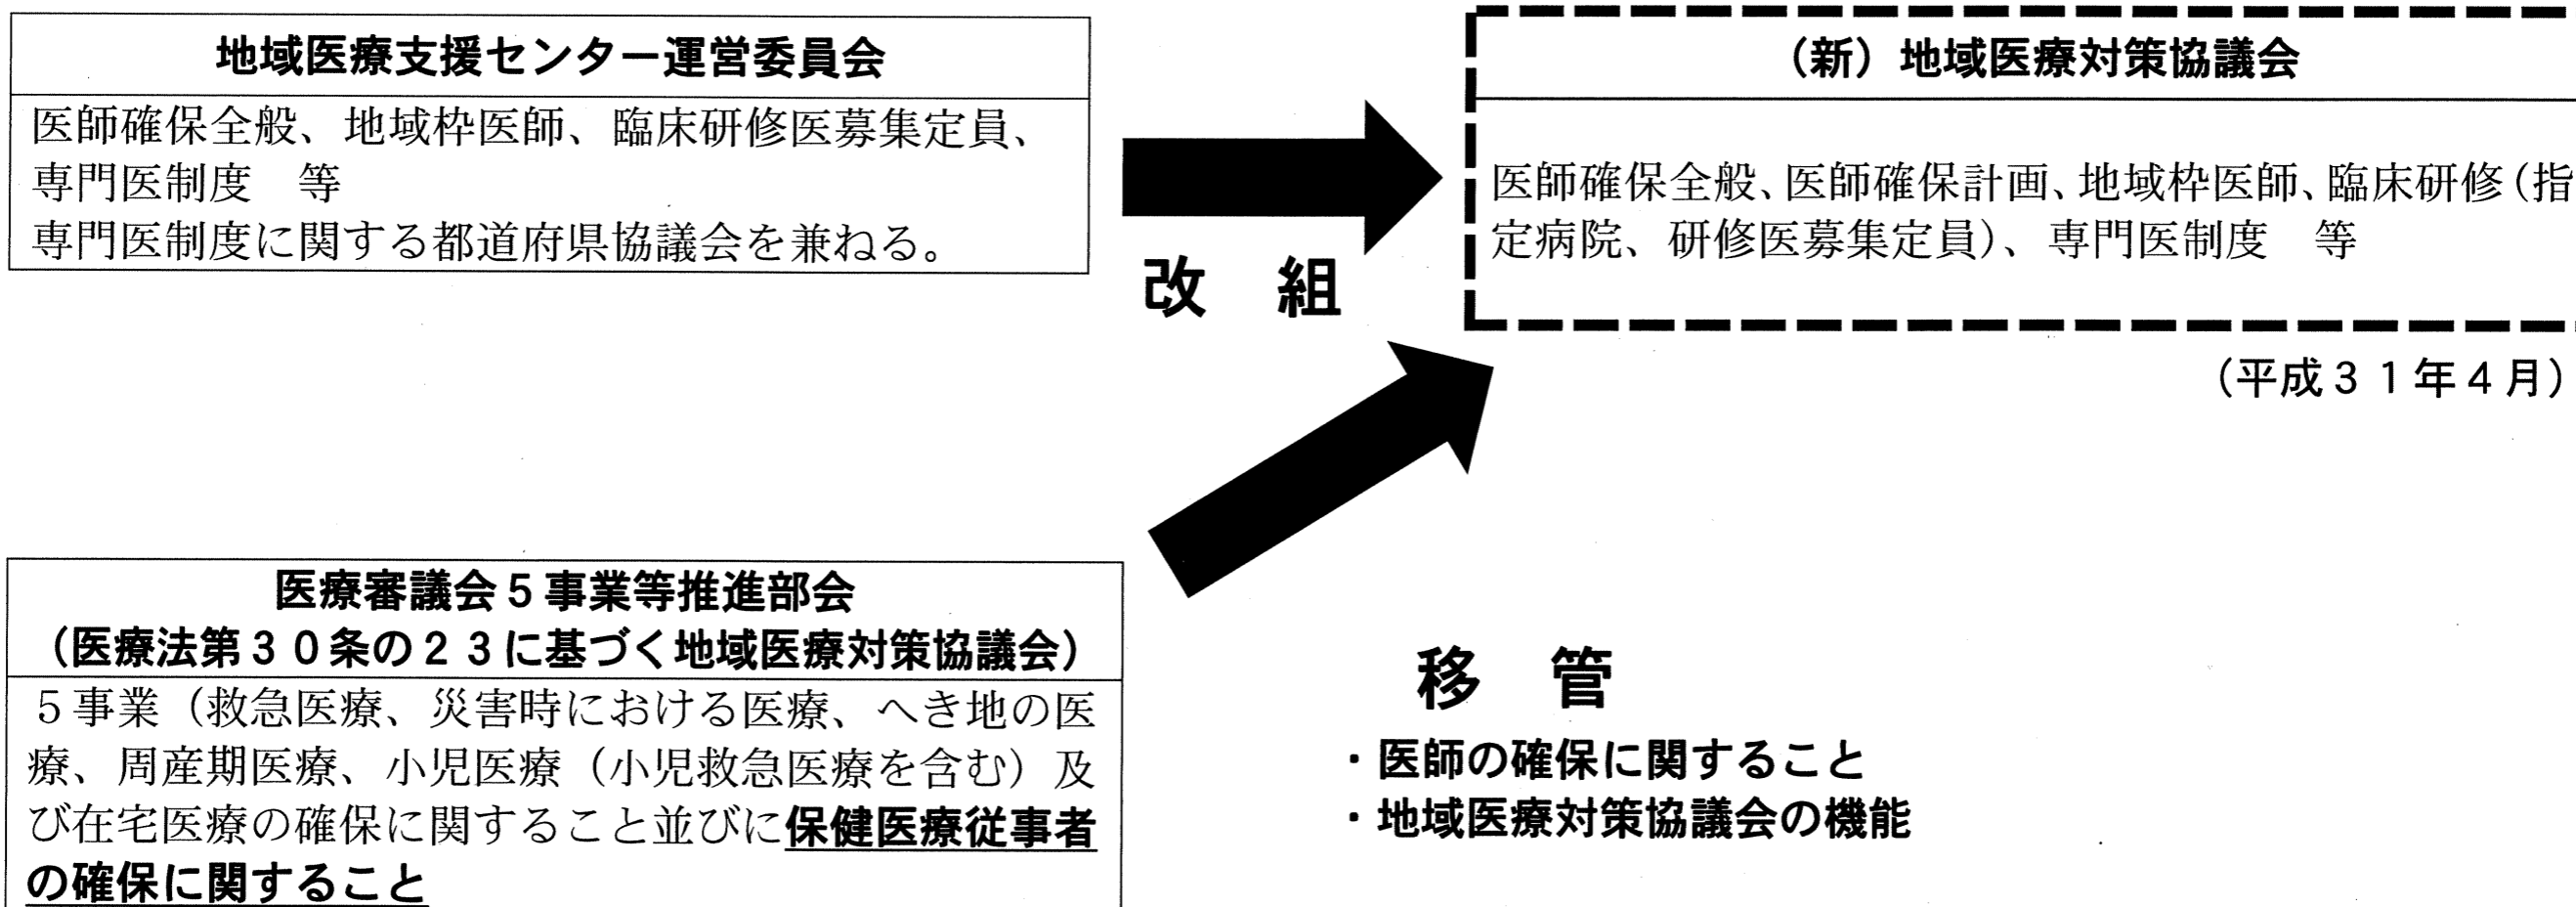 地域医療支援センター運営委員会
医師確保全般、地域枠医師、臨床研修医募集定員、
専門医制度　等
専門医制度に関する都道府県協議会を兼ねる。
改　組
（新）地域医療対策協議会
医師確保全般、医師確保計画、地域枠医師、臨床研修（指
定病院、研修医募集定員）、専門医制度　等
（平成３１年４月）
医療審議会５事業等推進部会
（医療法第３０条の２３に基づく地域医療対策協議会）
５事業（救急医療、災害時における医療、へき地の医
療、周産期医療、小児医療（小児救急医療を含む）及
び在宅医療の確保に関すること並びに保健医療従事者
の確保に関すること
移　管
・医師の確保に関すること
・地域医療対策協議会の機能